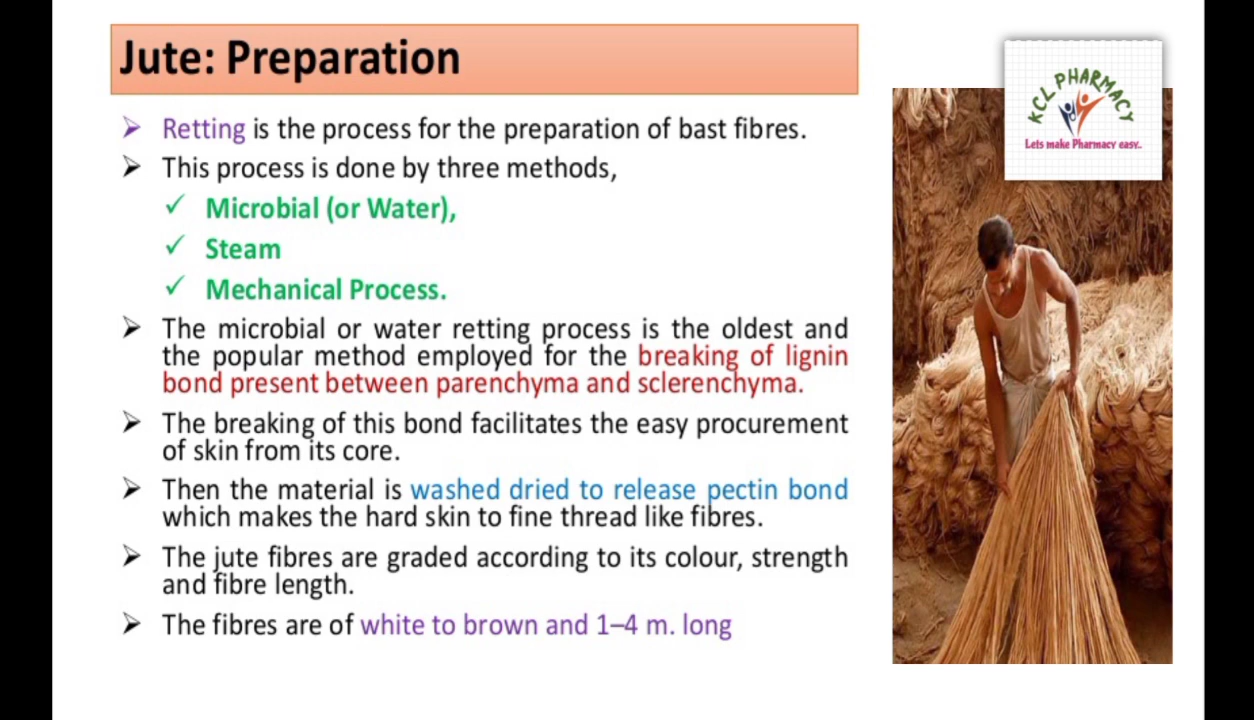 Jute: Preparation
KCL PHARMACY
Lets make Pharmacy easy..
➢ Retting is the process for the preparation of bast fibres.
➢ This process is done by three methods,
✓ Microbial (or Water),
✓ Steam
✓ Mechanical Process.
➢ The microbial or water retting process is the oldest and
the popular method employed for the breaking of lignin
bond present between parenchyma and sclerenchyma.
➢ The breaking of this bond facilitates the easy procurement
of skin from its core.
➢ Then the material is washed dried to release pectin bond
which makes the hard skin to fine thread like fibres.
➢ The jute fibres are graded according to its colour, strength
and fibre length.
➢ The fibres are of white to brown and 1–4 m. long